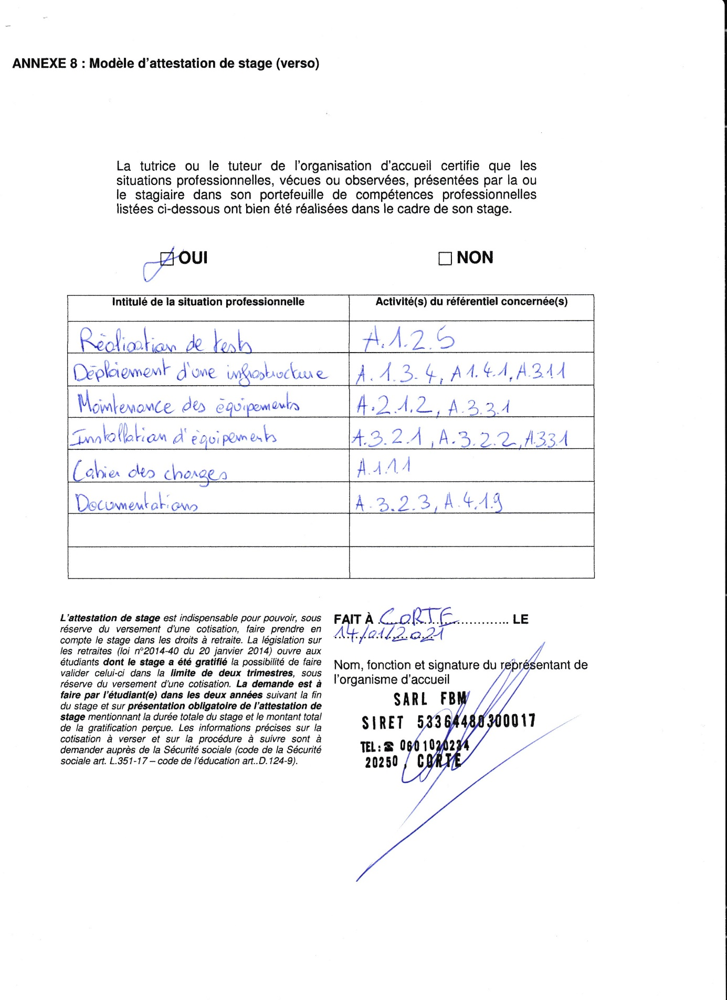 ANNEXE 8 : Modèle d'attestation de stage (verso)
La tutrice ou le tuteur de l'organisation d'accueil certifie que les
situations professionnelles, vécues ou observées, présentées par la ou
le stagiaire dans son portefeuille de compétences professionnelles
listées ci-dessous ont bien été réalisées dans le cadre de son stage.
OUI NON
Intitulé de la situation professionnelle Activité(s) du référentiel concernée(s)
Réalisation de tests A.1.2.5
Déploiement d'une infrastructure A.1.3.4, A1.4.1, A.3.1.1
Maintenance des équipements A.2.1.2, A.3.3.1
Installation d'équipements A.3.2.1, A.3.2.2, A.3.3.1
Cahier des charges A.1.1.1
Documentations A.3.2.3, A.4.1.9
L'attestation de stage est indispensable pour pouvoir, sous
réserve du versement d'une cotisation, faire prendre en
compte le stage dans les droits à retraite. La législation sur
les retraites (loi n°2014-40 du 20 janvier 2014) ouvre aux
étudiants dont le stage a été gratifié la possibilité de faire
valider celui-ci dans la limite de deux trimestres, sous
réserve du versement d'une cotisation. La demande est à
faire par l'étudiant(e) dans les deux années suivant la fin
du stage et sur présentation obligatoire de l'attestation de
stage mentionnant la durée totale du stage et le montant total
de la gratification perçue. Les informations précises sur la
cotisation à verser et sur la procédure à suivre sont à
demander auprès de la Sécurité sociale (code de la Sécurité
sociale art. L.351-17 – code de l'éducation art..D.124-9).
FAIT À CORTE LE
14/01/2021
Nom, fonction et signature du représentant de
l'organisme d'accueil
SARL FBM
SIRET 53364480300017
TEL : ☎ 0601020234
20250 , CORTE